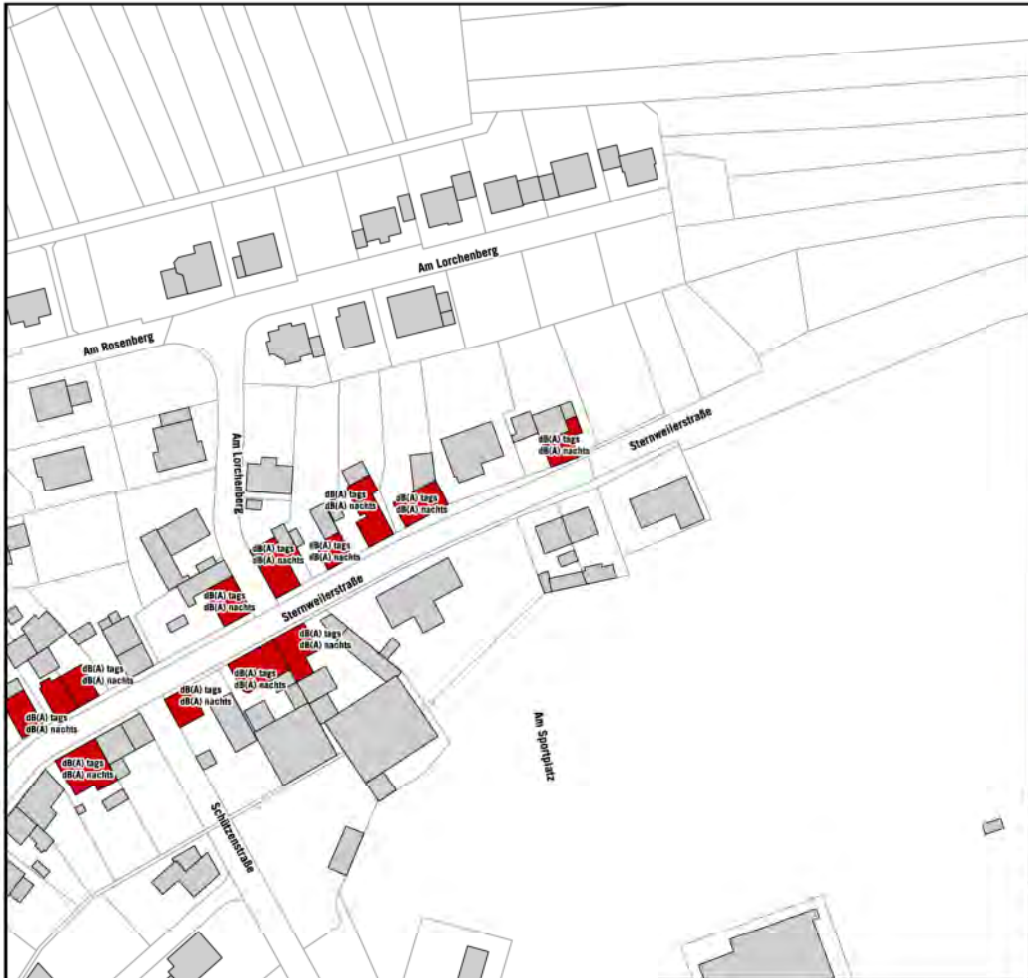 Am Lorchenberg
Am Rosenberg
Sternweilerstraße
Am Lorchenberg
dB(A) tags
dB(A) nachts
dB(A) tags
dB(A) nachts
dB(A) tags
dB(A) nachts
dB(A) tags
dB(A) nachts
dB(A) tags
dB(A) nachts
dB(A) tags
dB(A) nachts
Sternweilerstraße
dB(A) tags
dB(A) nachts
dB(A) tags
dB(A) nachts
dB(A) tags
dB(A) nachts
dB(A) tags
dB(A) nachts
dB(A) tags
dB(A) nachts
dB(A) tags
dB(A) nachts
Am Sportplatz
Schützenstraße